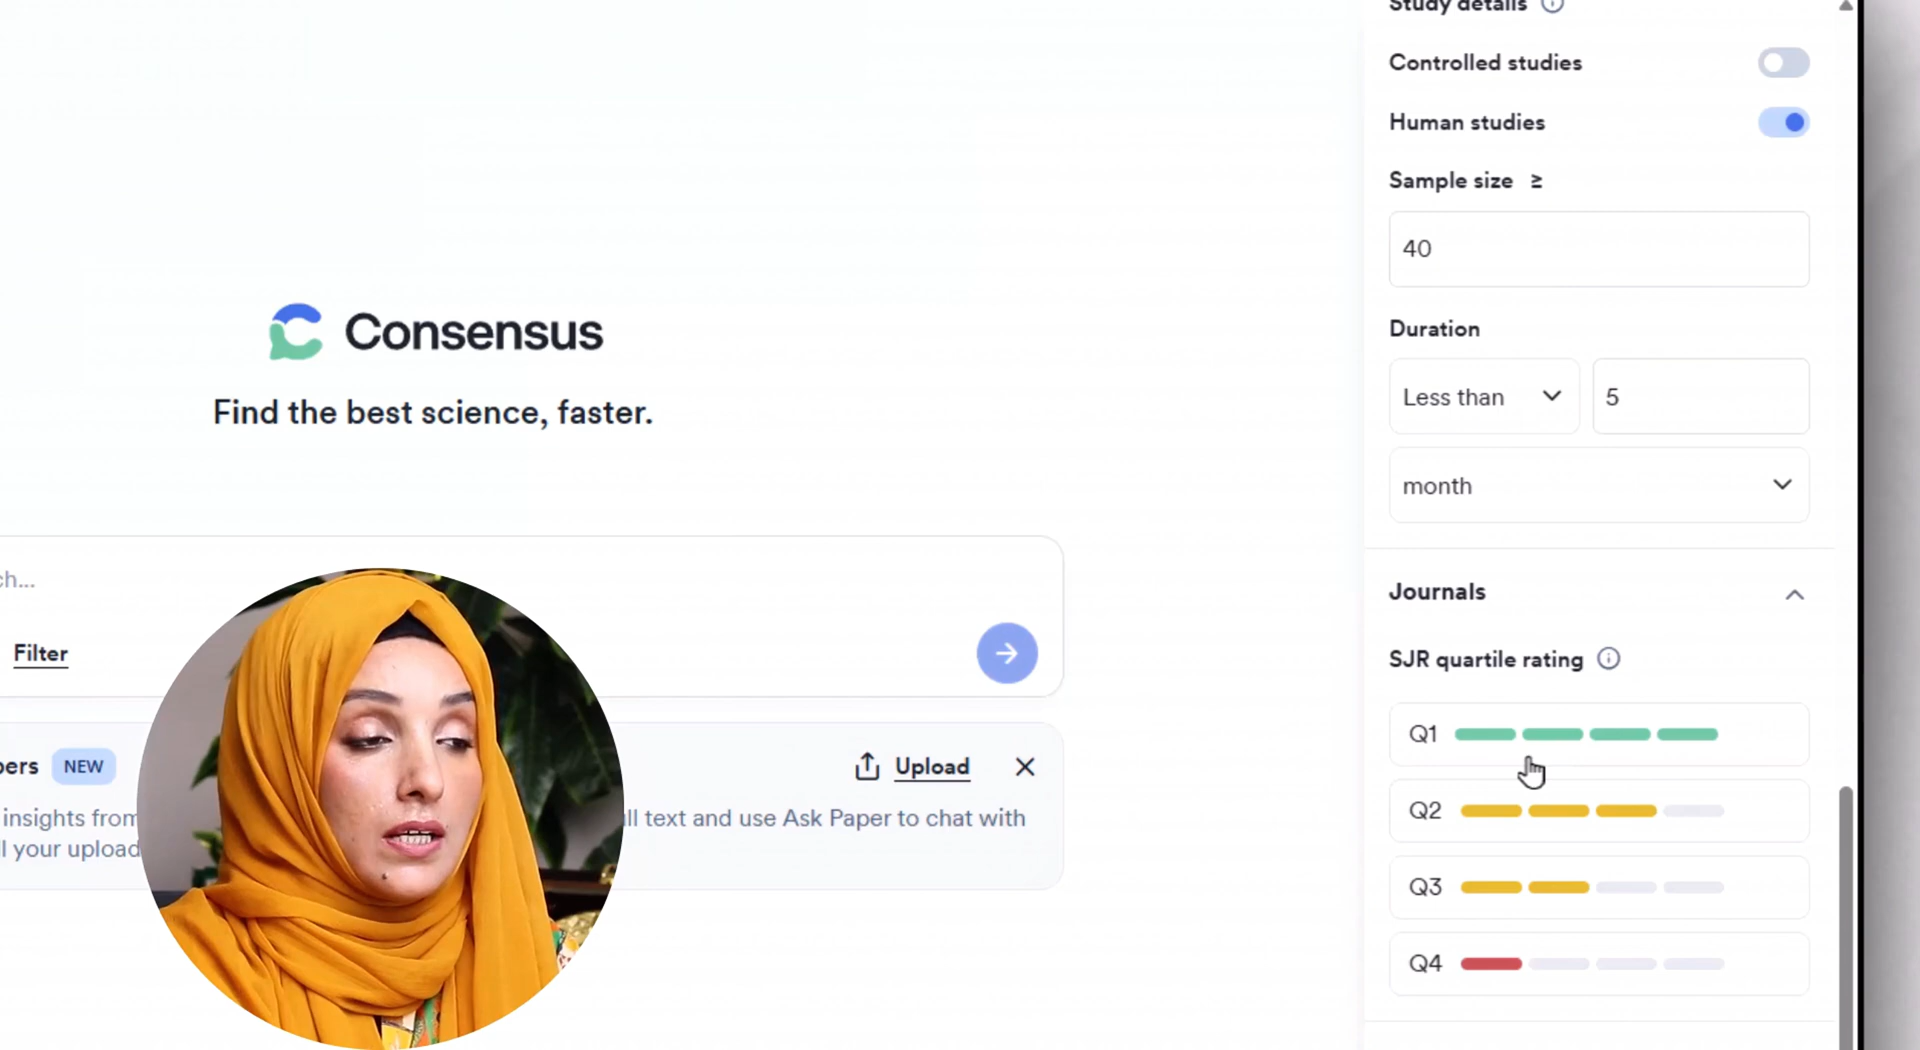 Study details
Controlled studies
Human studies
Sample size ≥
40
Duration
Less than
5
month
Journals
SJR quartile rating
Q1
Q2
Q3
Q4
Consensus
Find the best science, faster.
ch...
Filter
pers NEW
Upload
insights from ll text and use Ask Paper to chat with
l your upload